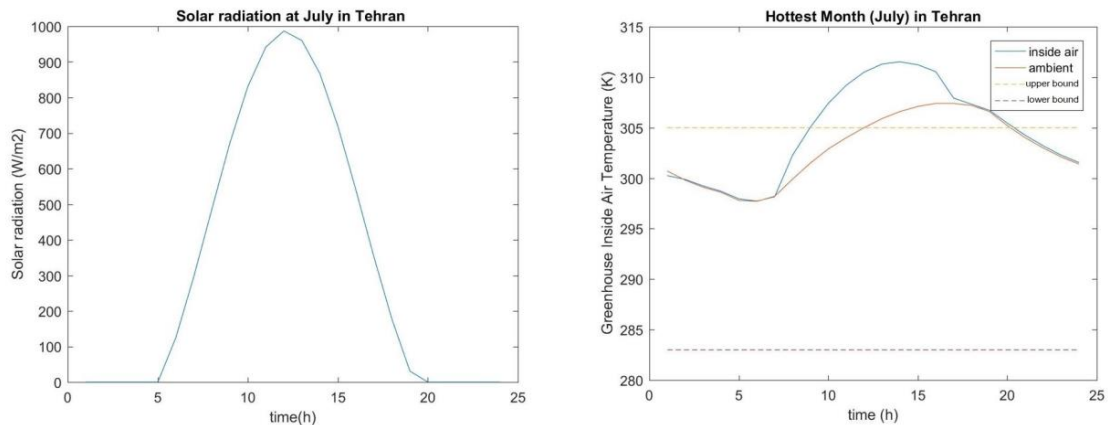 Solar radiation at July in Tehran
1000
900
800
700
600
500
400
300
200
100
0
Solar radiation (W/m2)
0 5 10 15 20 25
time(h)
Hottest Month (July) in Tehran
315
310
305
300
295
290
285
280
Greenhouse Inside Air Temperature (K)
inside air
ambient
upper bound
lower bound
0 5 10 15 20 25
time (h)